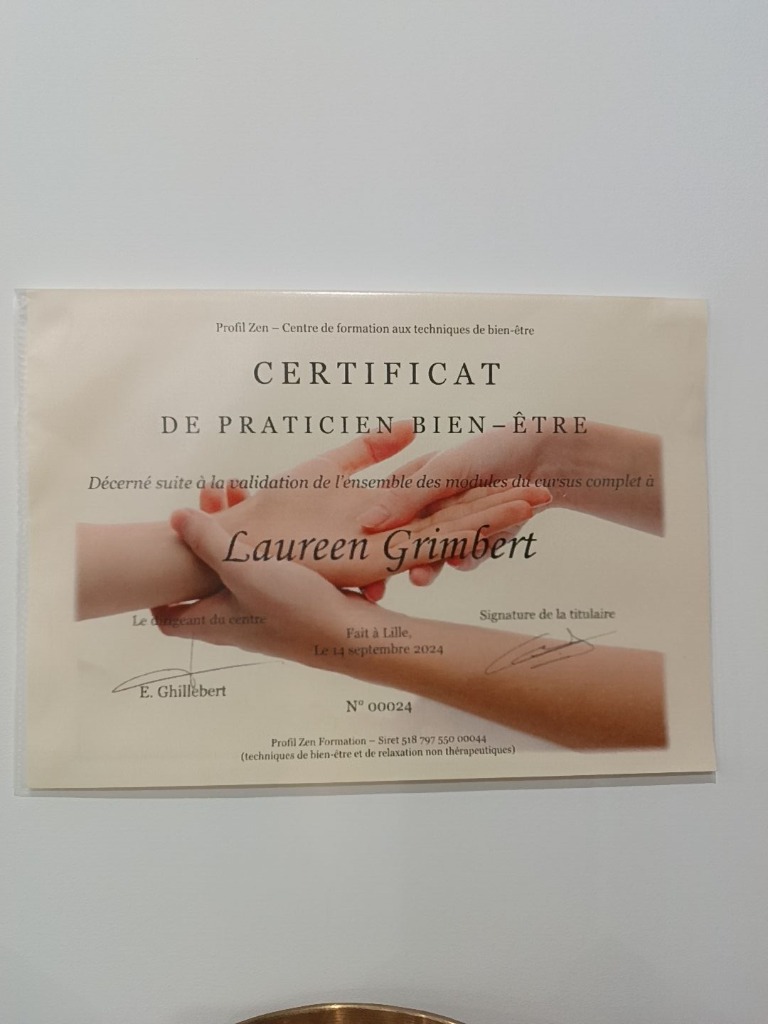 Profil Zen – Centre de formation aux techniques de bien-être
CERTIFICAT
DE PRATICIEN BIEN–ÊTRE
Décerné suite à la validation de l'ensemble des modules du cursus complet à
Laureen Grimbert
Le dirigeant du centre
Signature de la titulaire
Fait à Lille,
Le 14 septembre 2024
E. Ghillebert
N° 00024
Profil Zen Formation – Siret 518 797 550 00044
(techniques de bien-être et de relaxation non thérapeutiques)